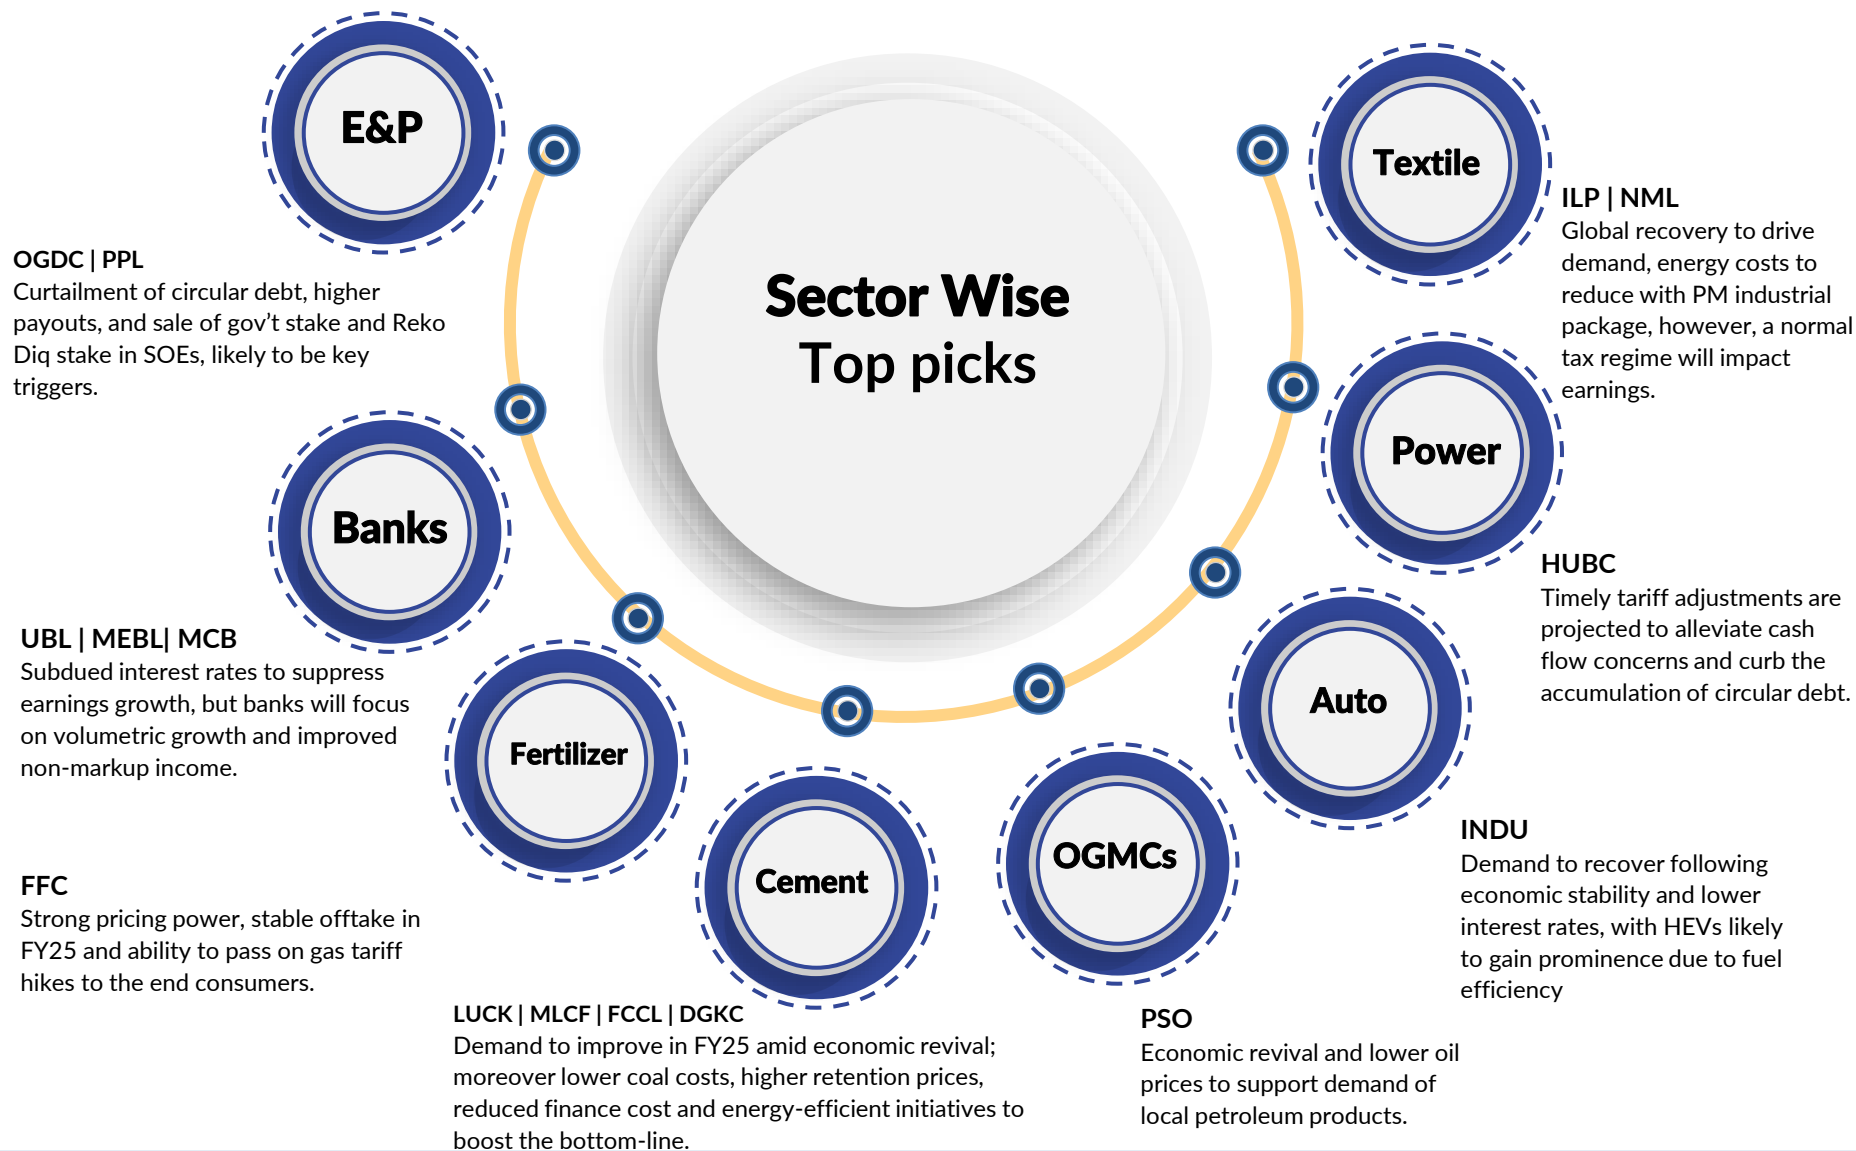 Sector Wise
Top picks
E&P
OGDC | PPL
Curtailment of circular debt, higher
payouts, and sale of gov’t stake and Reko
Diq stake in SOEs, likely to be key
triggers.
Banks
UBL | MEBL| MCB
Subdued interest rates to suppress
earnings growth, but banks will focus
on volumetric growth and improved
non-markup income.
Fertilizer
FFC
Strong pricing power, stable offtake in
FY25 and ability to pass on gas tariff
hikes to the end consumers.
Cement
LUCK | MLCF | FCCL | DGKC
Demand to improve in FY25 amid economic revival;
moreover lower coal costs, higher retention prices,
reduced finance cost and energy-efficient initiatives to
boost the bottom-line.
OGMCs
PSO
Economic revival and lower oil
prices to support demand of
local petroleum products.
Auto
INDU
Demand to recover following
economic stability and lower
interest rates, with HEVs likely
to gain prominence due to fuel
efficiency
Power
HUBC
Timely tariff adjustments are
projected to alleviate cash
flow concerns and curb the
accumulation of circular debt.
Textile
ILP | NML
Global recovery to drive
demand, energy costs to
reduce with PM industrial
package, however, a normal
tax regime will impact
earnings.